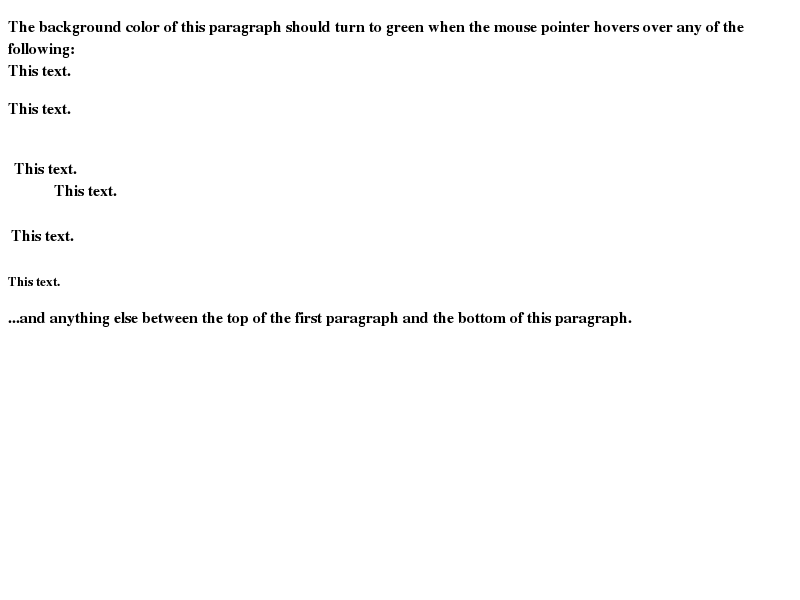 The background color of this paragraph should turn to green when the mouse pointer hovers over any of the
following:
This text.
This text.
This text.
This text.
This text.
This text.
...and anything else between the top of the first paragraph and the bottom of this paragraph.